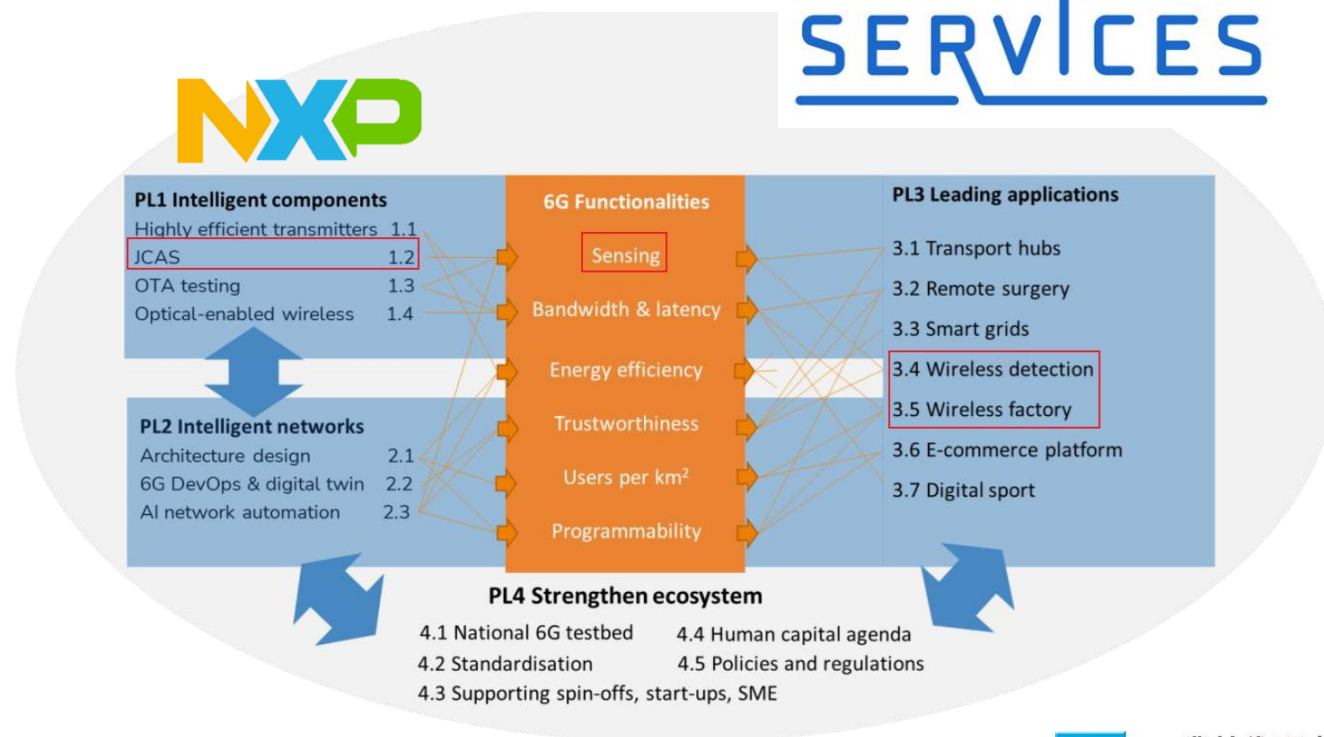 SERVICES
NXP
PL1 Intelligent components
Highly efficient transmitters 1.1
JCAS 1.2
OTA testing 1.3
Optical-enabled wireless 1.4
PL2 Intelligent networks
Architecture design 2.1
6G DevOps & digital twin 2.2
AI network automation 2.3
6G Functionalities
Sensing
Bandwidth & latency
Energy efficiency
Trustworthiness
Users per km²
Programmability
PL3 Leading applications
3.1 Transport hubs
3.2 Remote surgery
3.3 Smart grids
3.4 Wireless detection
3.5 Wireless factory
3.6 E-commerce platform
3.7 Digital sport
PL4 Strengthen ecosystem
4.1 National 6G testbed
4.2 Standardisation
4.3 Supporting spin-offs, start-ups, SME
4.4 Human capital agenda
4.5 Policies and regulations